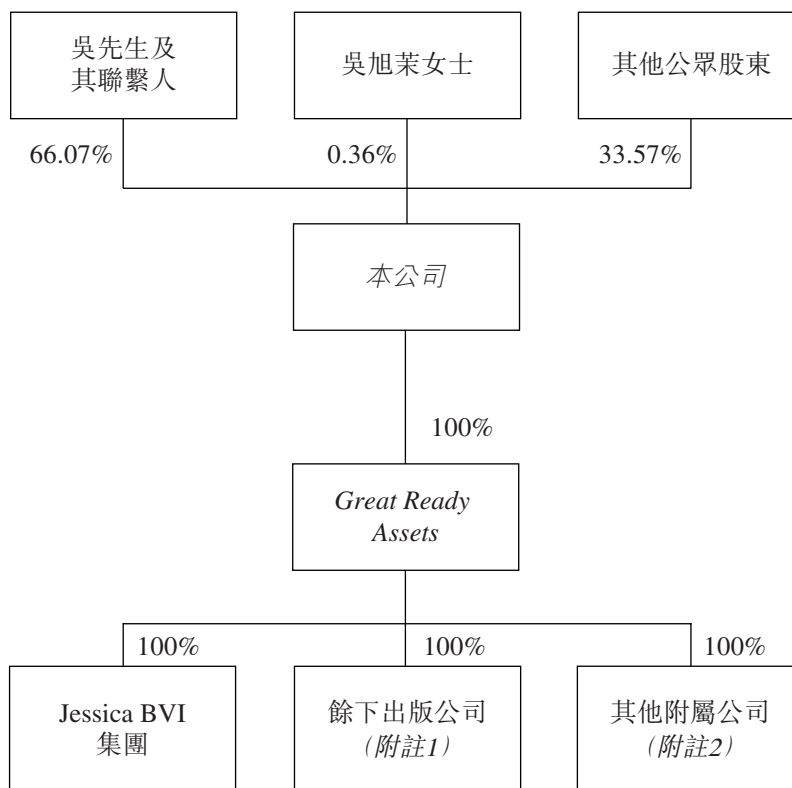 吳先生及
其聯繫人
吳旭茉女士
其他公眾股東
66.07%
0.36%
33.57%
本公司
100%
Great Ready
Assets
100%
100%
100%
Jessica BVI
集團
餘下出版公司
(附註1)
其他附屬公司
(附註2)